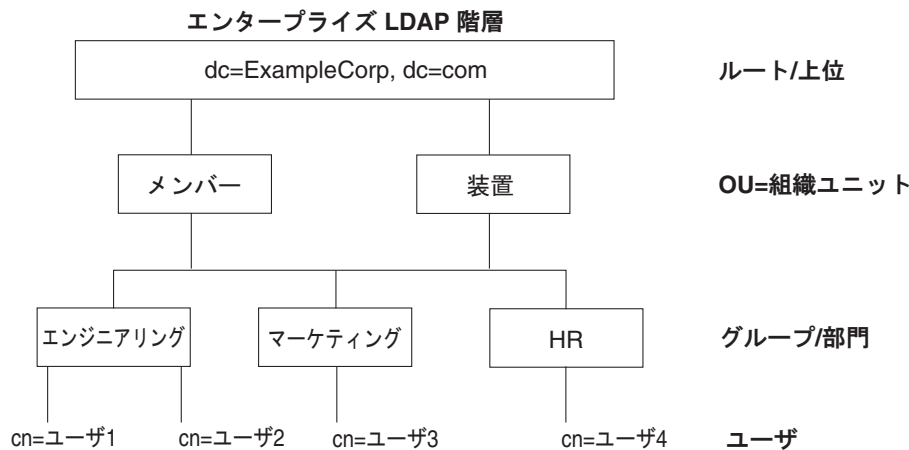 エンタープライズ LDAP 階層
dc=ExampleCorp, dc=com
ルート/上位
メンバー
装置
OU=組織ユニット
エンジニアリング
マーケティング
HR
グループ/部門
cn=ユーザ1
cn=ユーザ2
cn=ユーザ3
cn=ユーザ4
ユーザ